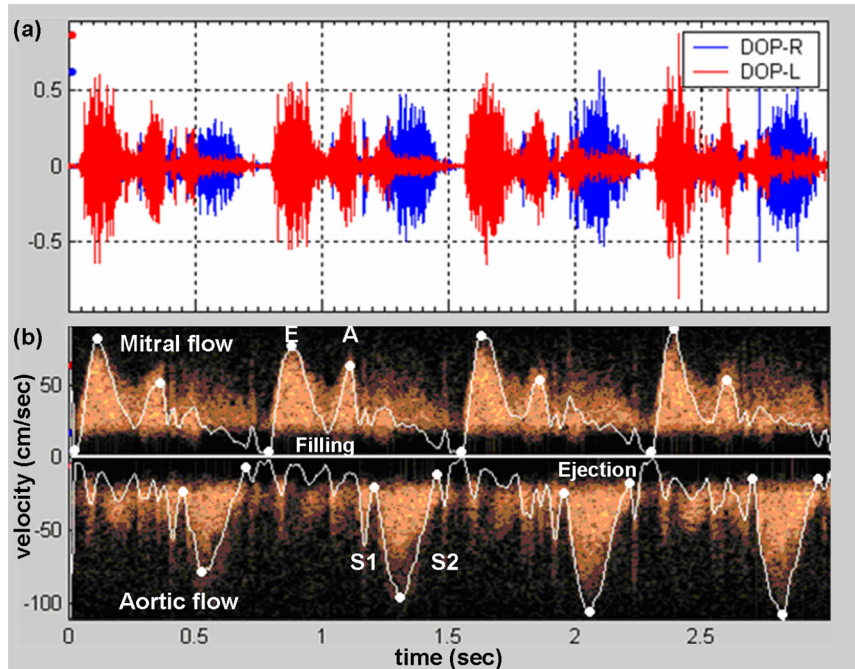 (a)
DOP-R
DOP-L
0.5
0
-0.5
(b)
Mitral flow
E
A
50
Filling
0
Ejection
velocity (cm/sec)
-50
S1
S2
Aortic flow
-100
0
0.5
1
1.5
2
2.5
time (sec)